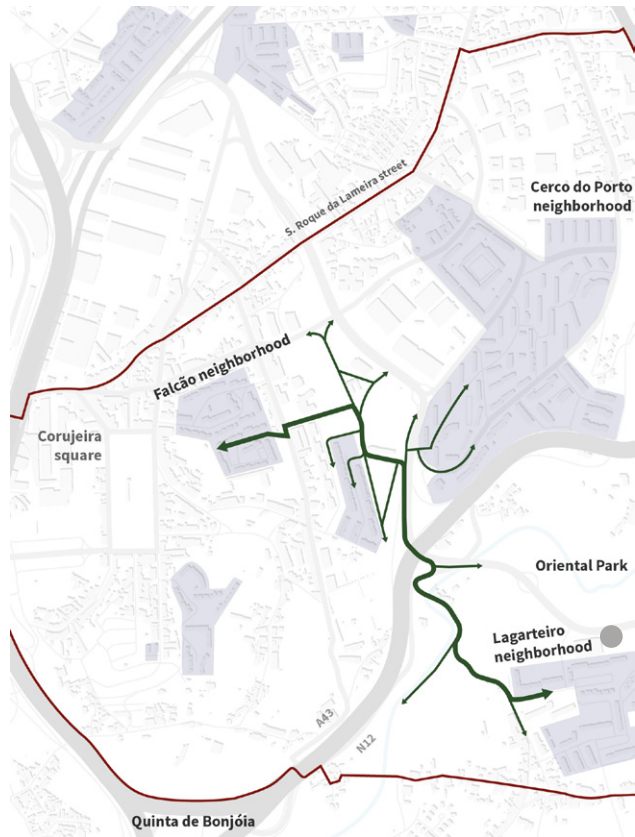 S. Roque da Lameira street
Cerco do Porto
neighborhood
Falcão neighborhood
Corujeira
square
Oriental Park
Lagarteiro
neighborhood
A43
N12
Quinta de Bonjóia